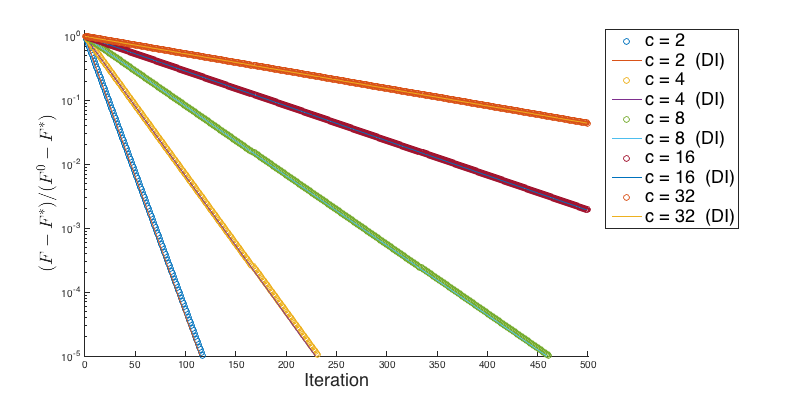 (F − F*)/(F⁰ − F*)
10⁰
10⁻¹
10⁻²
10⁻³
10⁻⁴
10⁻⁵
0 50 100 150 200 250 300 350 400 450 500
Iteration
c = 2
c = 2 (DI)
c = 4
c = 4 (DI)
c = 8
c = 8 (DI)
c = 16
c = 16 (DI)
c = 32
c = 32 (DI)